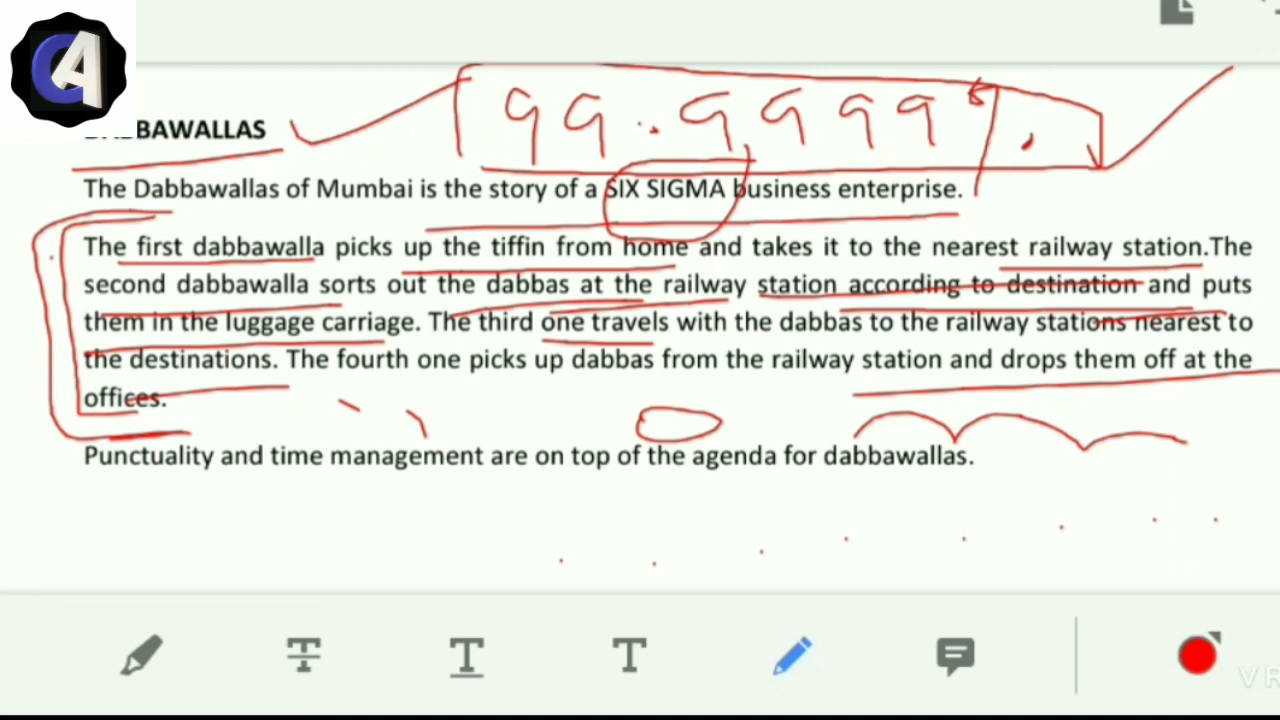 CA
BAWALLAS
99.9999
The Dabbawallas of Mumbai is the story of a SIX SIGMA business enterprise.
The first dabbawalla picks up the tiffin from home and takes it to the nearest railway station.The
second dabbawalla sorts out the dabbas at the railway station according to destination and puts
them in the luggage carriage. The third one travels with the dabbas to the railway stations nearest to
the destinations. The fourth one picks up dabbas from the railway station and drops them off at the
offices.
Punctuality and time management are on top of the agenda for dabbawallas.
T T T
V R